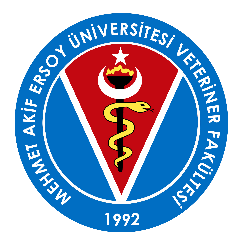 MEHMET AKİF ERSOY ÜNİVERSİTESİ VETERİNER FAKÜLTESİ
1992